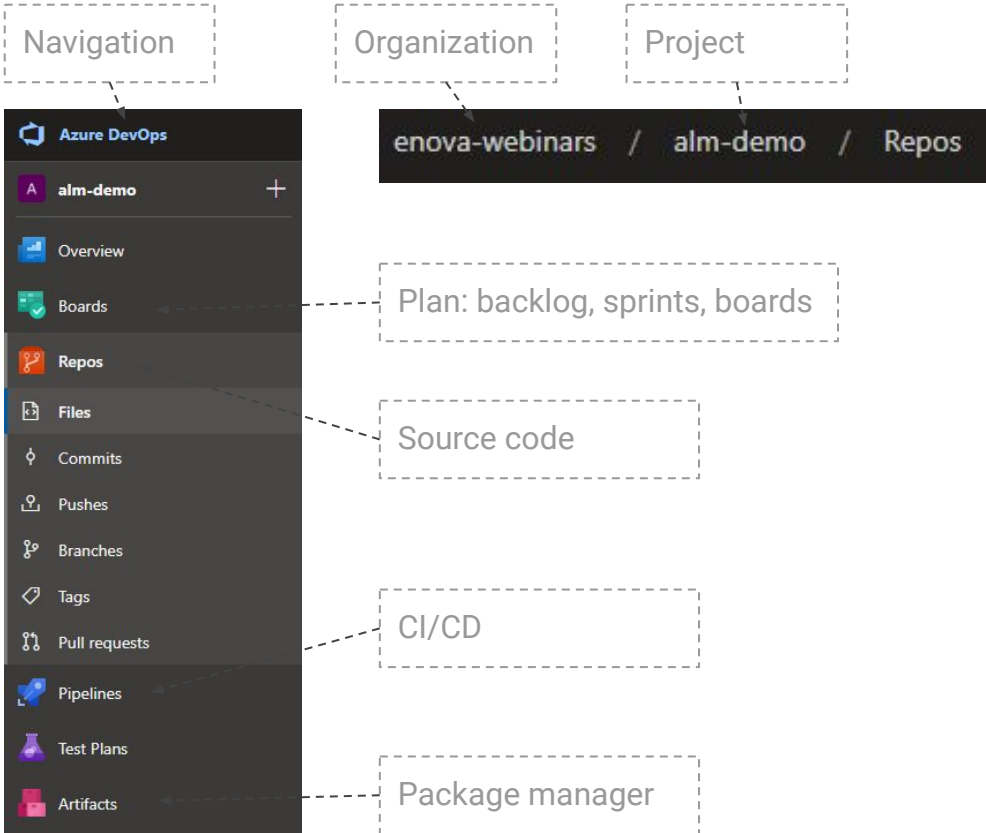 Navigation
Organization
Project
Azure DevOps
enova-webinars / alm-demo / Repos
A alm-demo +
Overview
Boards
Plan: backlog, sprints, boards
Repos
Files
Source code
Commits
Pushes
Branches
Tags
CI/CD
Pull requests
Pipelines
Test Plans
Artifacts
Package manager